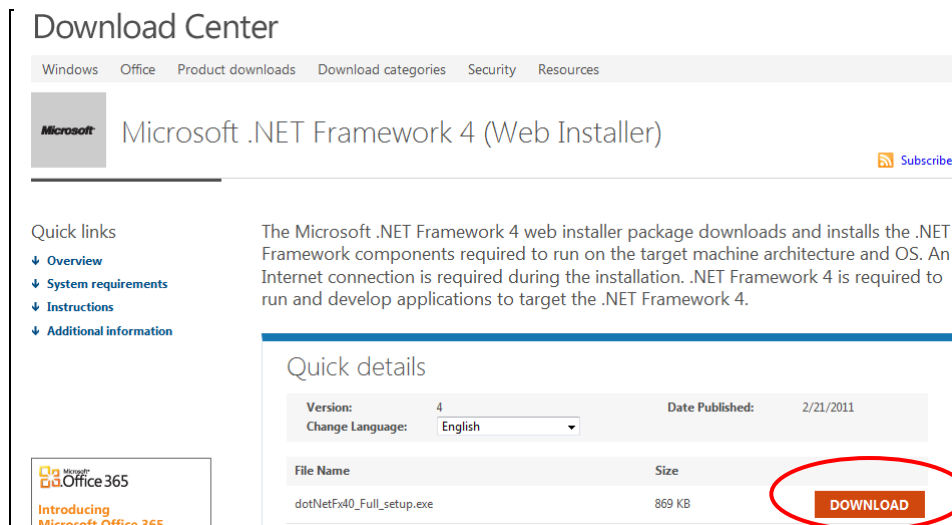 Download Center
Windows Office Product downloads Download categories Security Resources
Microsoft
Microsoft .NET Framework 4 (Web Installer)
Subscribe
Quick links
Overview
System requirements
Instructions
Additional information
The Microsoft .NET Framework 4 web installer package downloads and installs the .NET
Framework components required to run on the target machine architecture and OS. An
Internet connection is required during the installation. .NET Framework 4 is required to
run and develop applications to target the .NET Framework 4.
Quick details
Version: 4 Date Published: 2/21/2011
Change Language: English
File Name Size
dotNetFx40_Full_setup.exe 869 KB DOWNLOAD
Microsoft
Office 365
Introducing
Microsoft Office 365